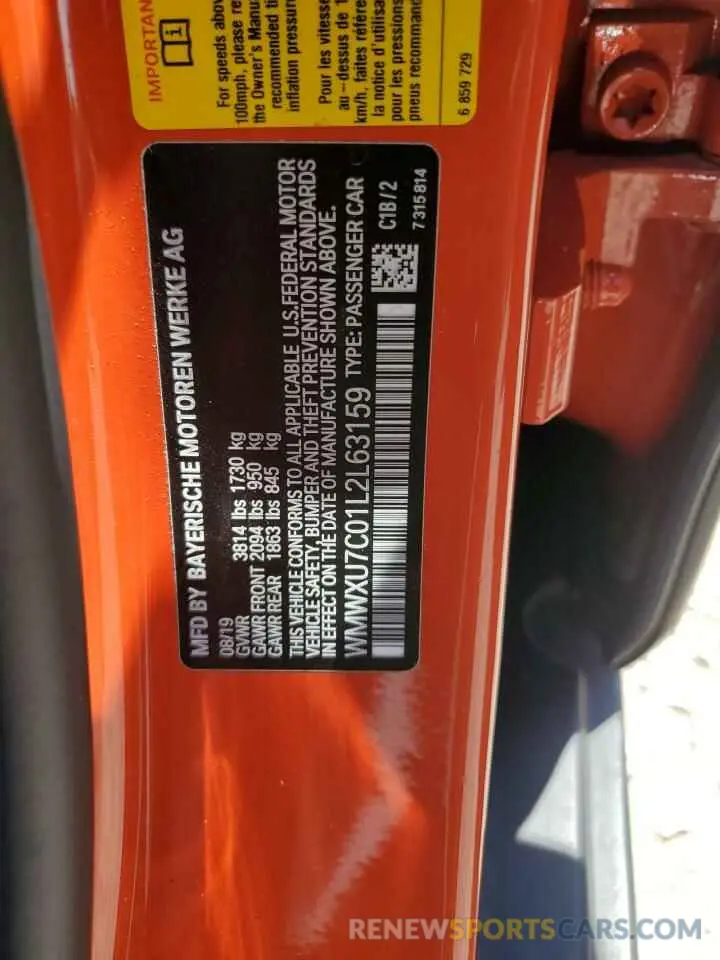 IMPORTAN
For speeds abov
100mph, please re
the Owner's Manu
recommended ti
inflation pressure
Pour les vitesse
au – dessus de 1
km/h, faites référe
la notice d'utilisa
pour les pressions
pneus recommand
6 859 729
MFD BY BAYERISCHE MOTOREN WERKE AG
08/19
GVWR 3814 lbs 1730 kg
GAWR FRONT 2094 lbs 950 kg
GAWR REAR 1863 lbs 845 kg
THIS VEHICLE CONFORMS TO ALL APPLICABLE U.S.FEDERAL MOTOR
VEHICLE SAFETY, BUMPER AND THEFT PREVENTION STANDARDS
IN EFFECT ON THE DATE OF MANUFACTURE SHOWN ABOVE.
WMWXU7C01L2L63159 TYPE: PASSENGER CAR
C1B/2
7 315 814
RENEWSPORTSCARS.COM